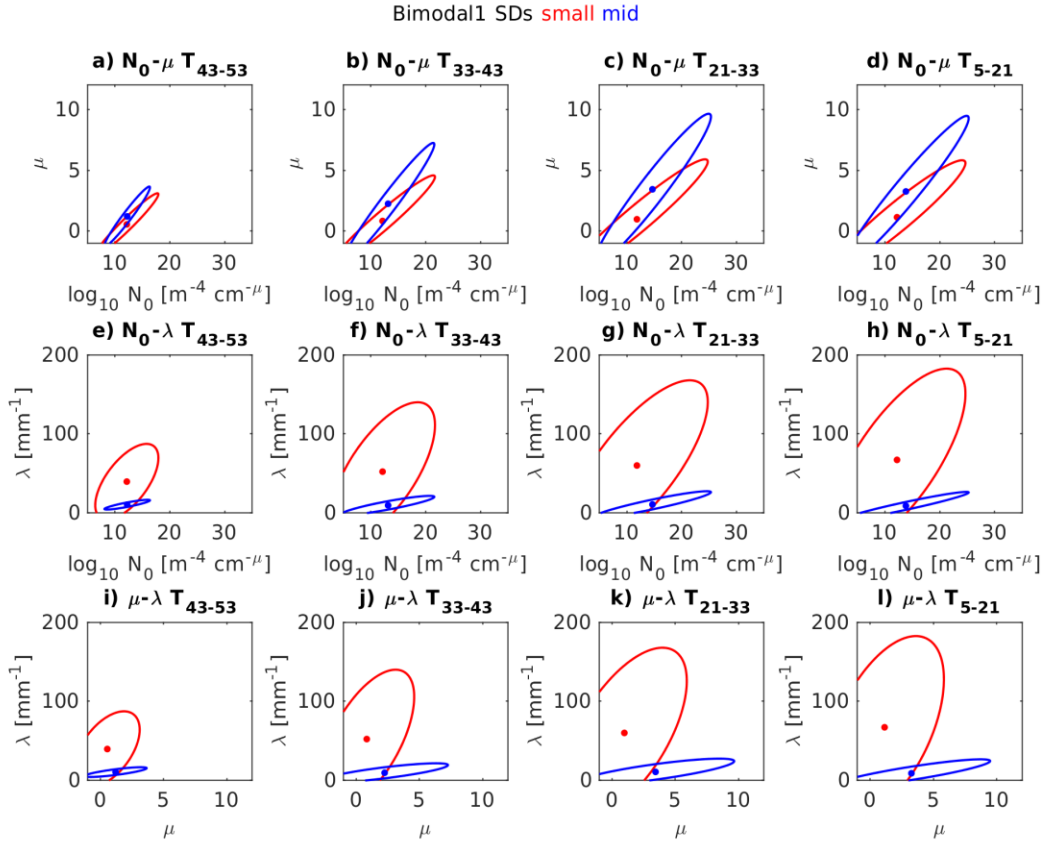 Bimodal1 SDs small mid
a) N₀-μ T₄₃₋₅₃
b) N₀-μ T₃₃₋₄₃
c) N₀-μ T₂₁₋₃₃
d) N₀-μ T₅₋₂₁
μ
10
5
0
10 20 30
log₁₀ N₀ [m⁻⁴ cm⁻μ]
μ
10
5
0
10 20 30
log₁₀ N₀ [m⁻⁴ cm⁻μ]
μ
10
5
0
10 20 30
log₁₀ N₀ [m⁻⁴ cm⁻μ]
μ
10
5
0
10 20 30
log₁₀ N₀ [m⁻⁴ cm⁻μ]
e) N₀-λ T₄₃₋₅₃
f) N₀-λ T₃₃₋₄₃
g) N₀-λ T₂₁₋₃₃
h) N₀-λ T₅₋₂₁
λ [mm⁻¹]
200
100
0
10 20 30
log₁₀ N₀ [m⁻⁴ cm⁻μ]
λ [mm⁻¹]
200
100
0
10 20 30
log₁₀ N₀ [m⁻⁴ cm⁻μ]
λ [mm⁻¹]
200
100
0
10 20 30
log₁₀ N₀ [m⁻⁴ cm⁻μ]
λ [mm⁻¹]
200
100
0
10 20 30
log₁₀ N₀ [m⁻⁴ cm⁻μ]
i) μ-λ T₄₃₋₅₃
j) μ-λ T₃₃₋₄₃
k) μ-λ T₂₁₋₃₃
l) μ-λ T₅₋₂₁
λ [mm⁻¹]
200
100
0
0 5 10
μ
λ [mm⁻¹]
200
100
0
0 5 10
μ
λ [mm⁻¹]
200
100
0
0 5 10
μ
λ [mm⁻¹]
200
100
0
0 5 10
μ